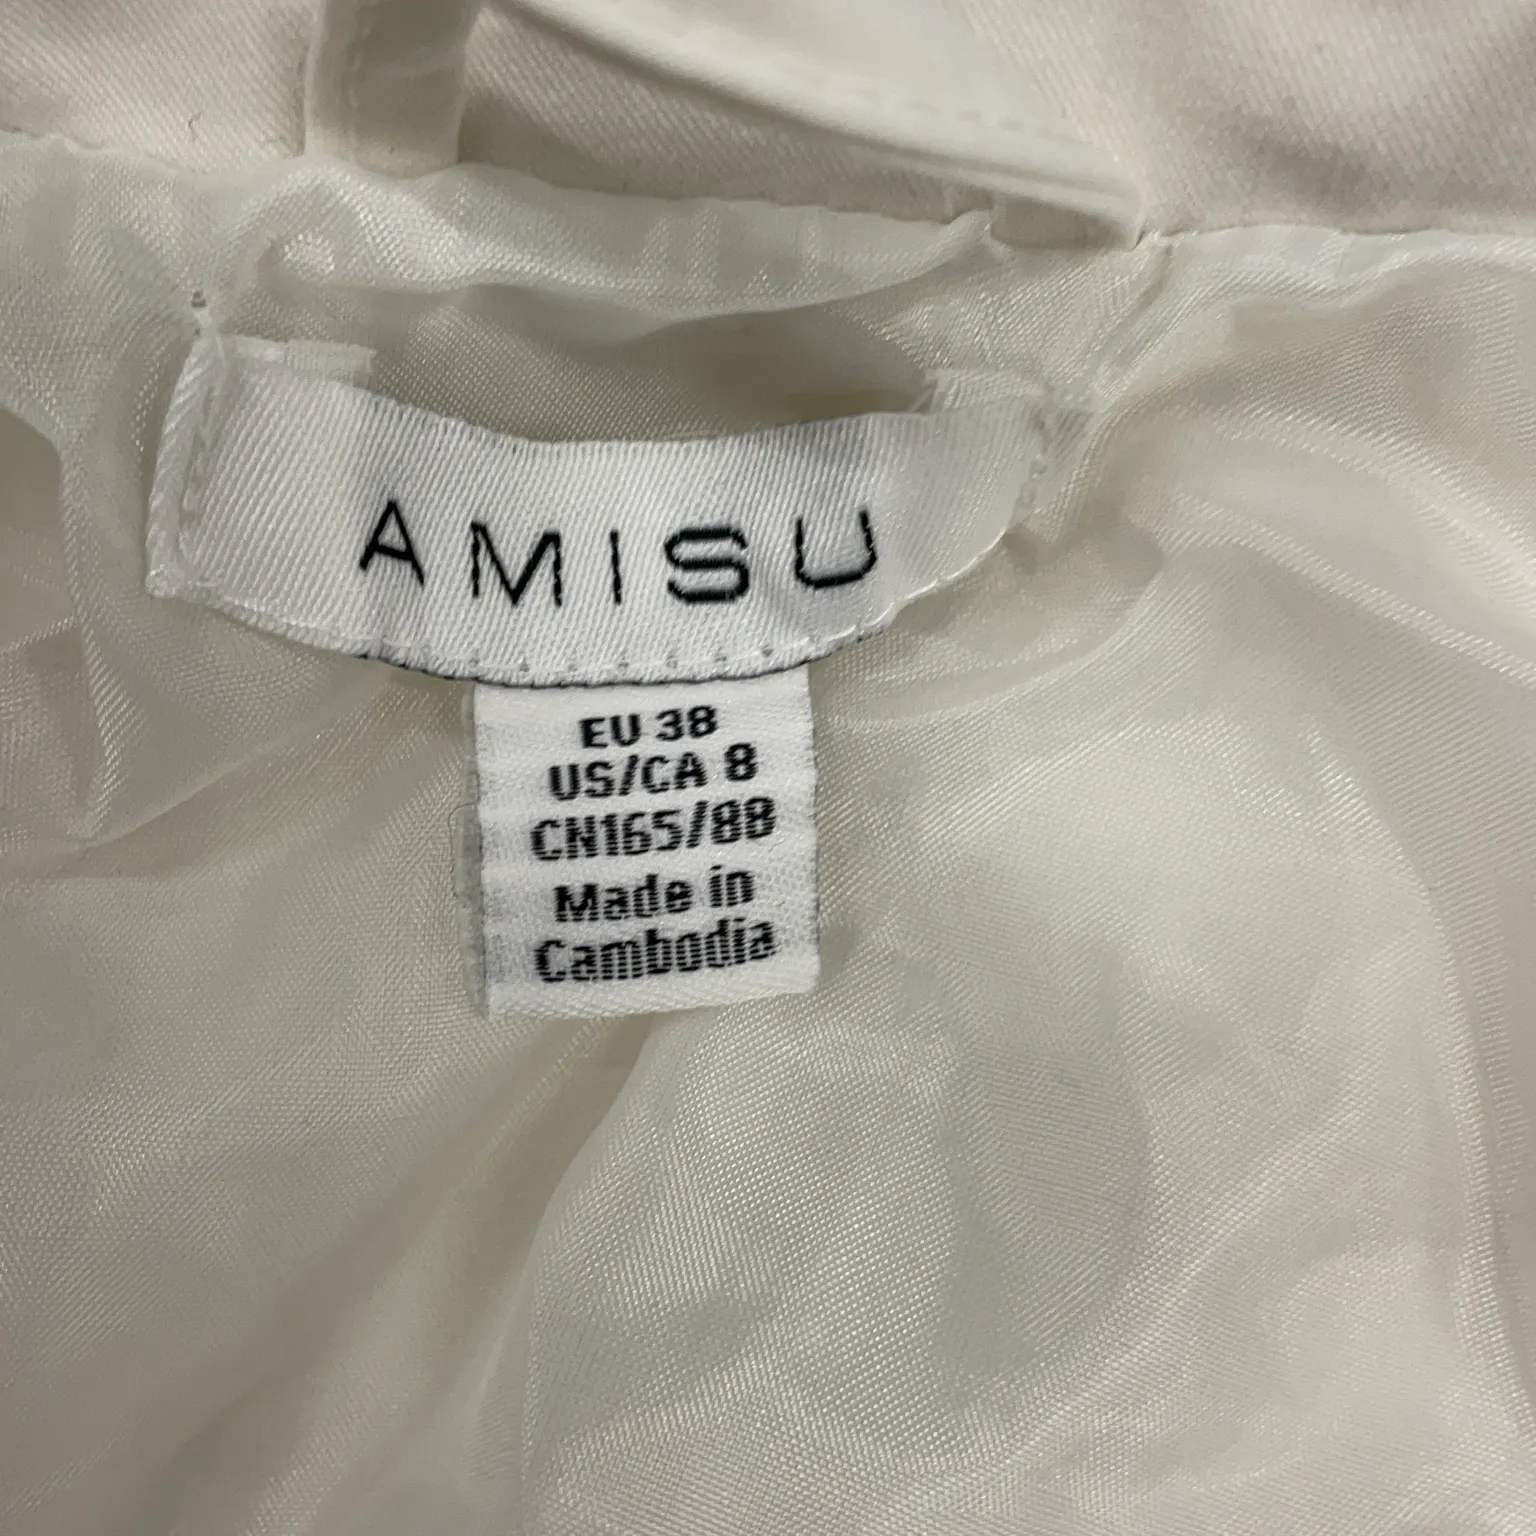 AMISU
EU 38
US/CA 8
CN165/88
Made in
Cambodia